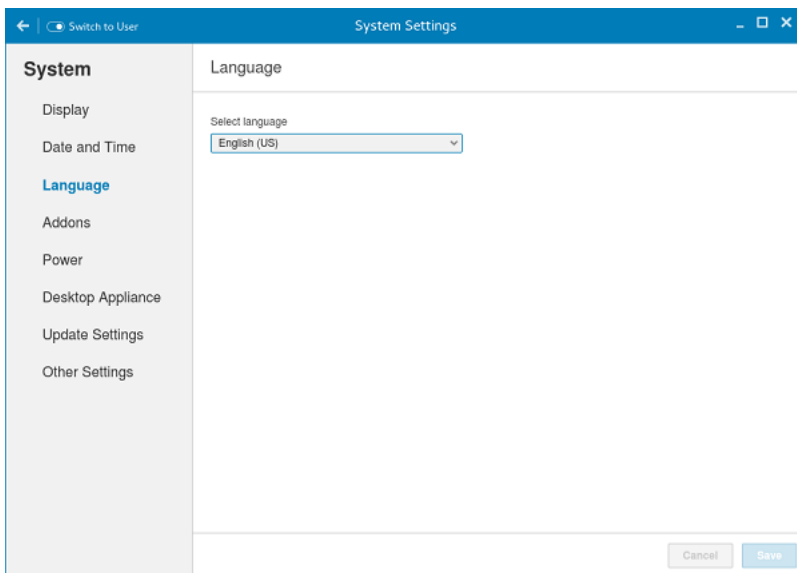 Switch to User
System Settings
System
Display
Date and Time
Language
Addons
Power
Desktop Appliance
Update Settings
Other Settings
Language
Select language
English (US)
Cancel
Save